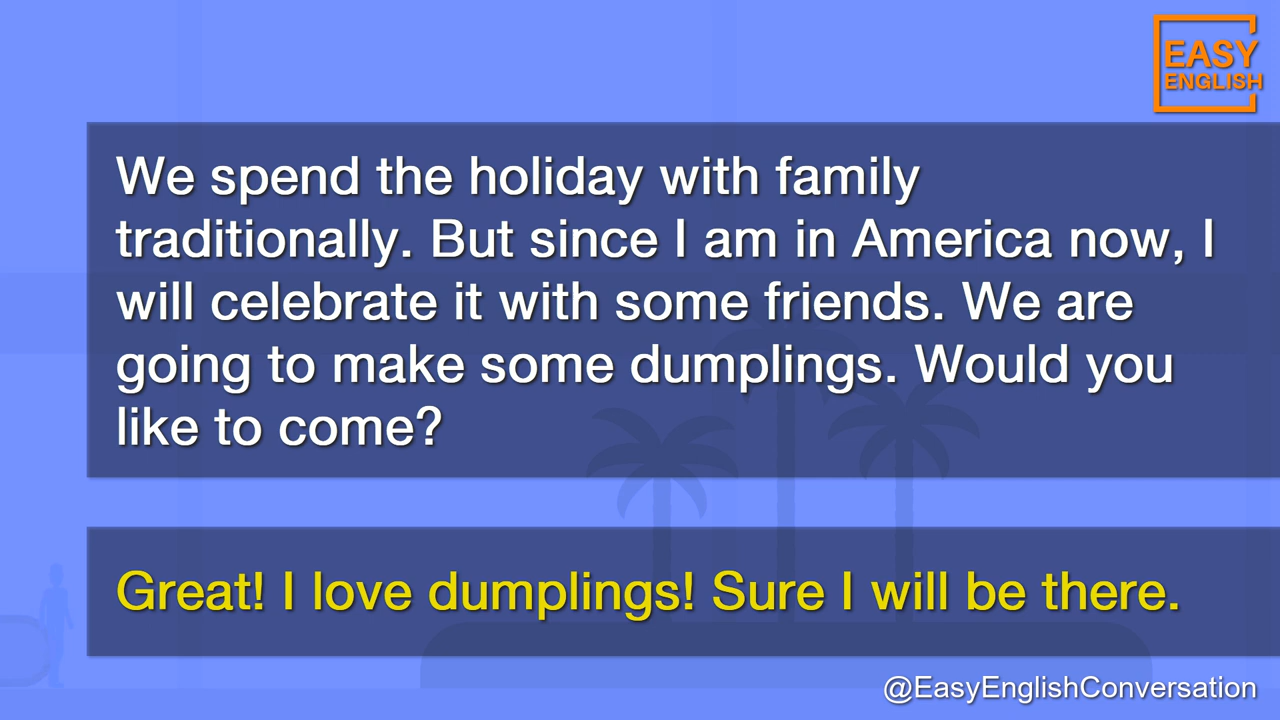 EASY
ENGLISH
We spend the holiday with family
traditionally. But since I am in America now, I
will celebrate it with some friends. We are
going to make some dumplings. Would you
like to come?
Great! I love dumplings! Sure I will be there.
@EasyEnglishConversation